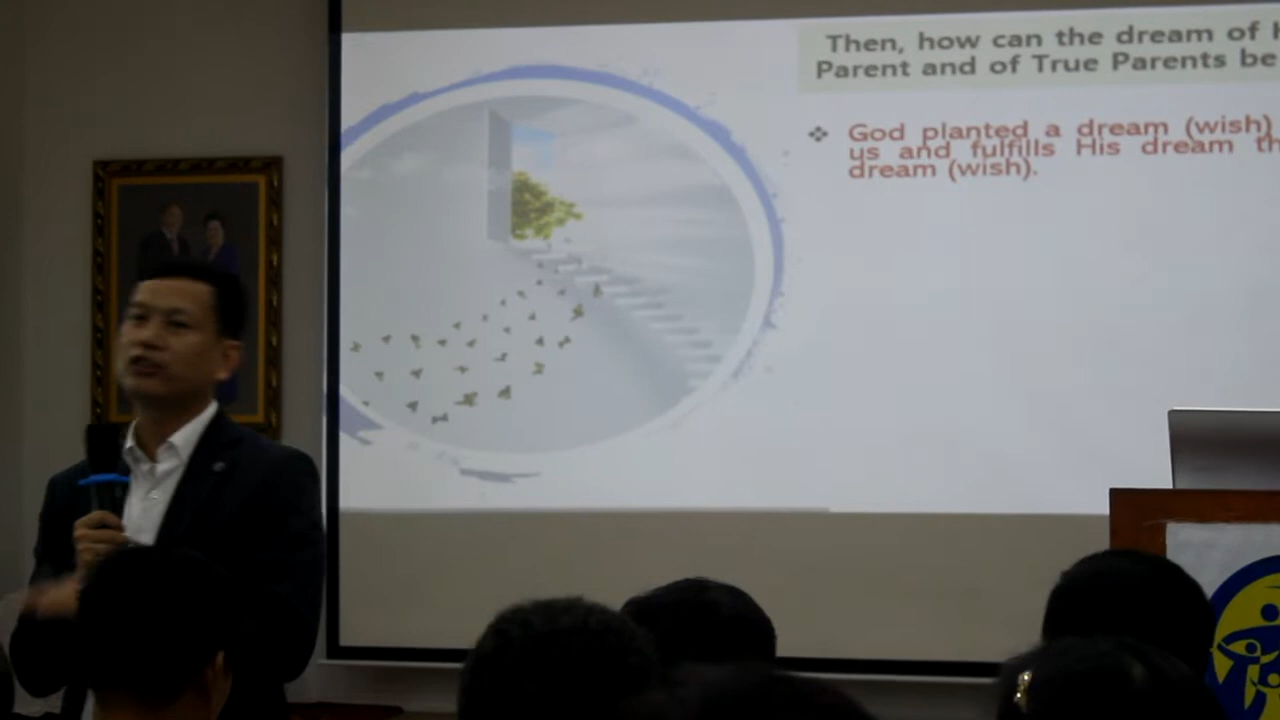 Then, how can the dream of
Parent and of True Parents be
❖ God planted a dream (wish)
us and fulfills His dream
dream (wish).